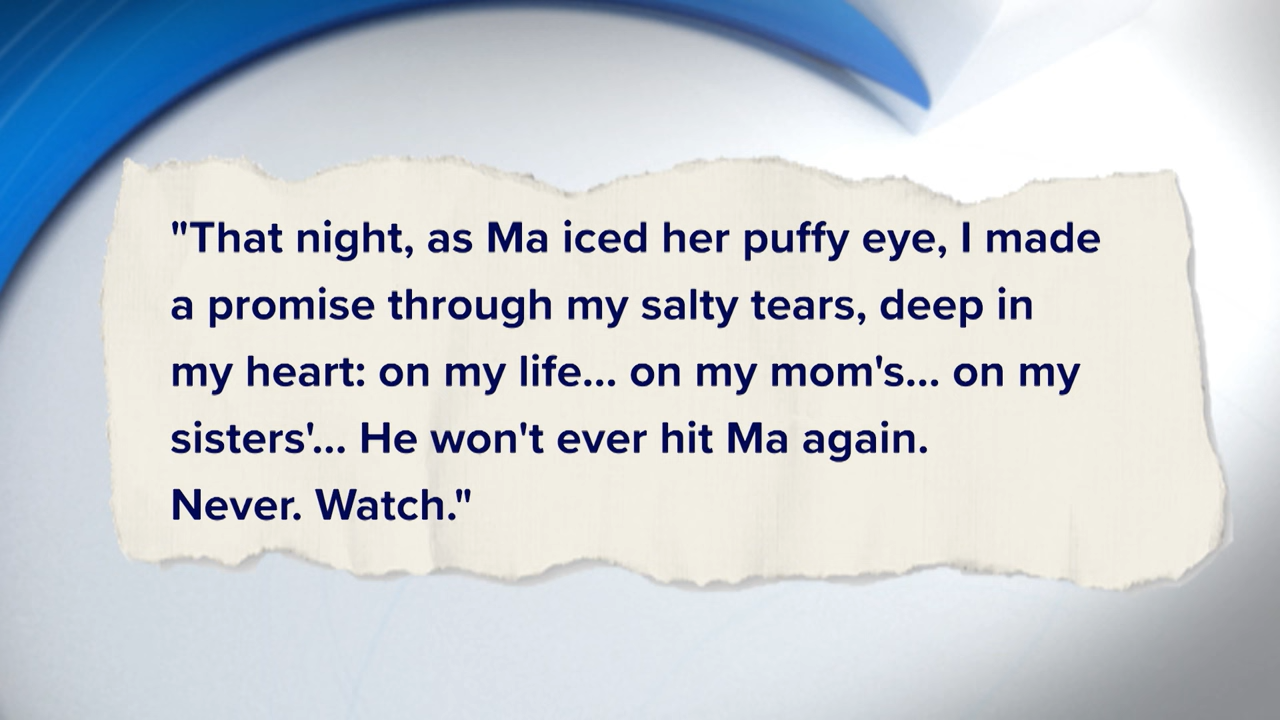 "That night, as Ma iced her puffy eye, I made
a promise through my salty tears, deep in
my heart: on my life... on my mom's... on my
sisters'... He won't ever hit Ma again.
Never. Watch."